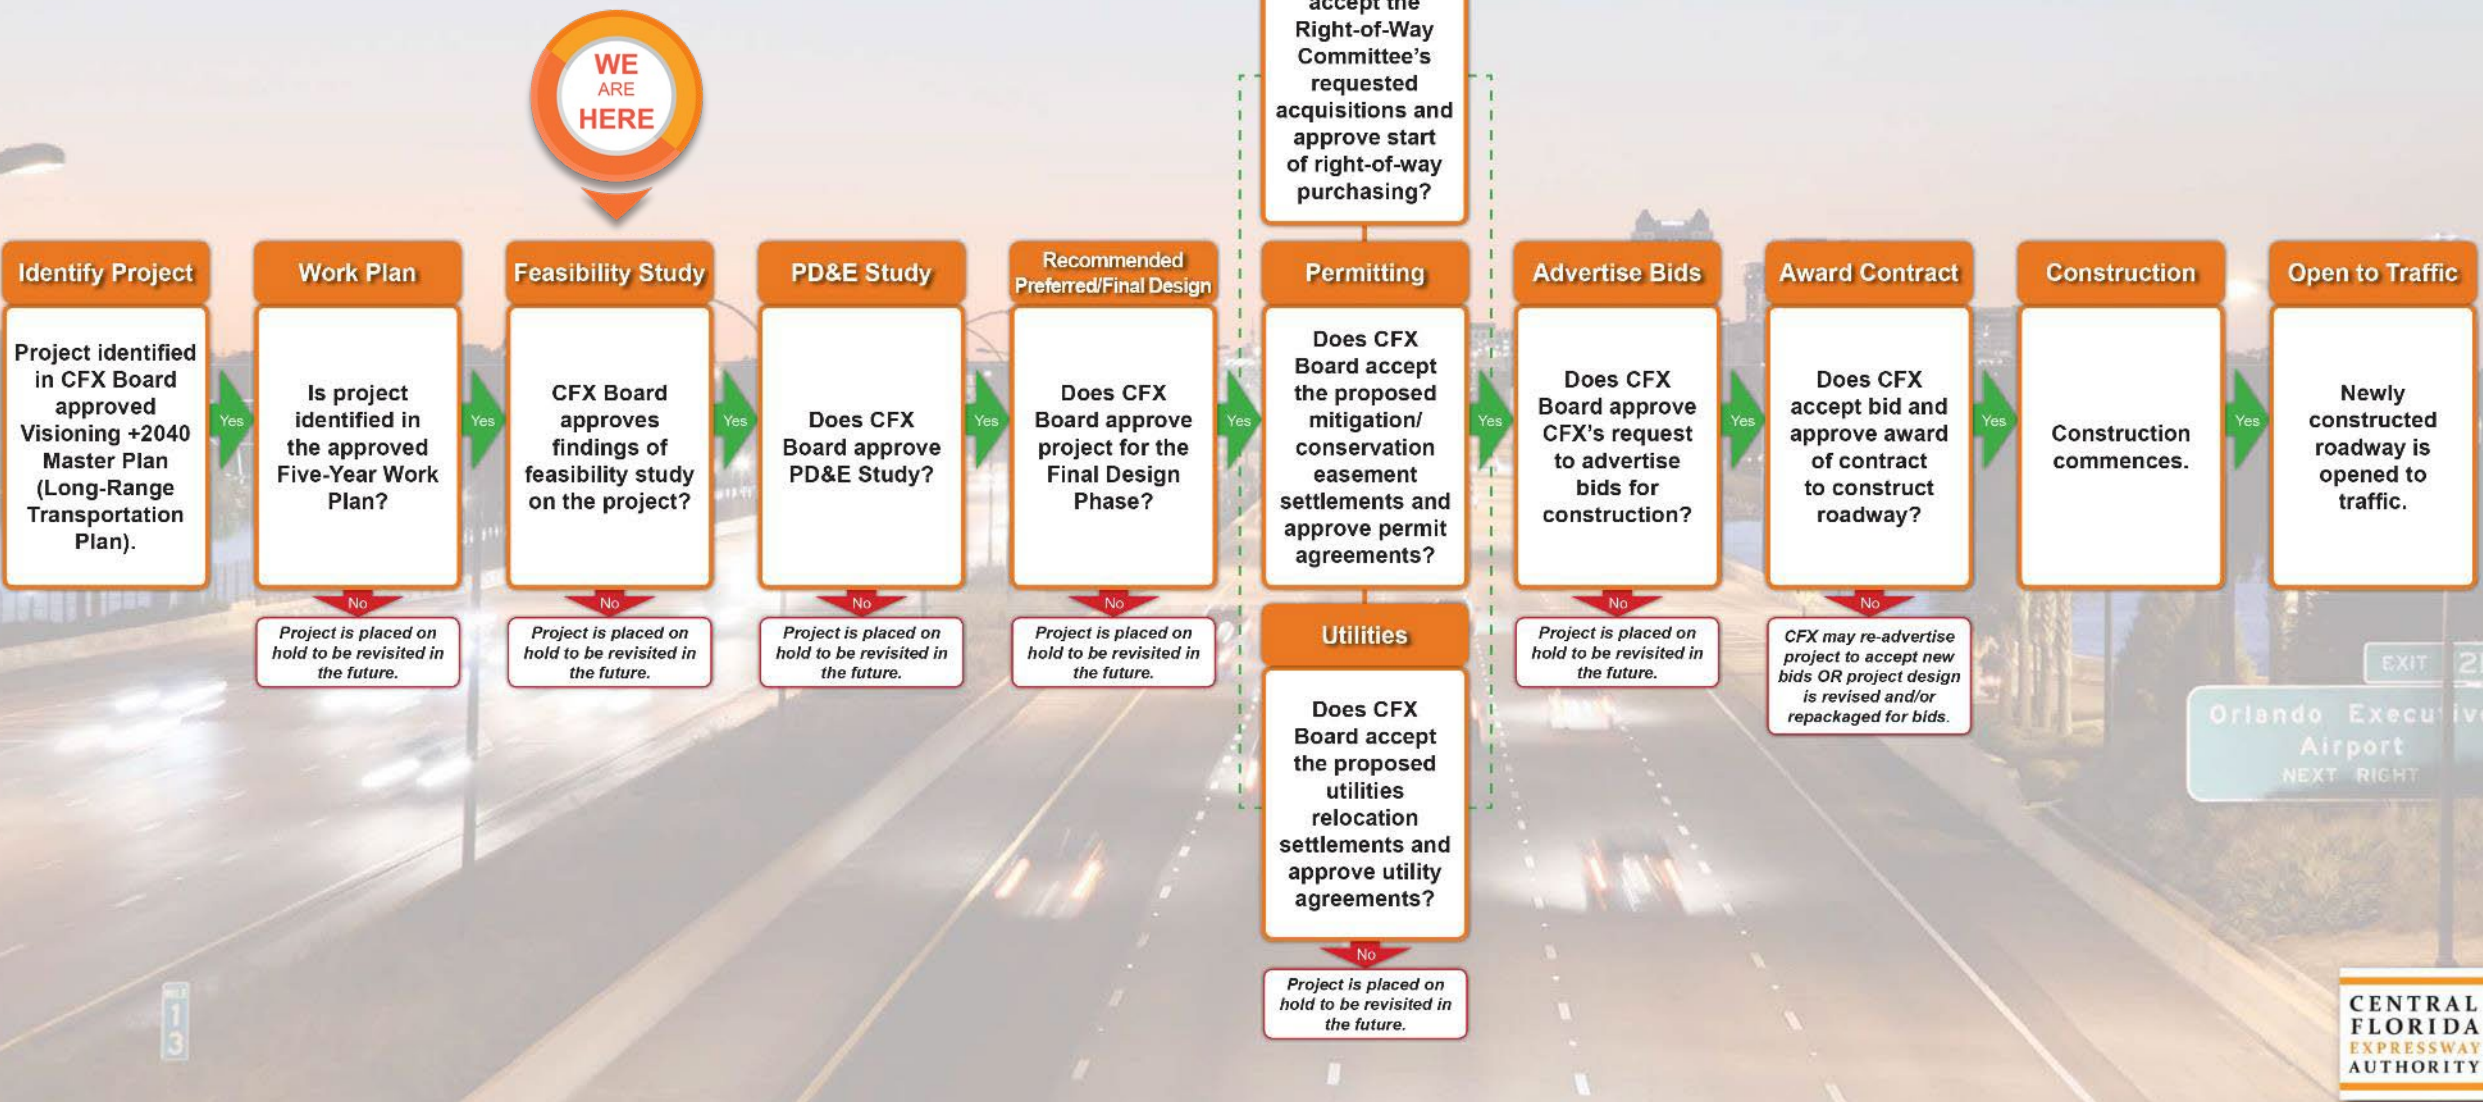 WE
ARE
HERE
accept the
Right-of-Way
Committee's
requested
acquisitions and
approve start
of right-of-way
purchasing?
Identify Project
Project identified
in CFX Board
approved
Visioning +2040
Master Plan
(Long-Range
Transportation
Plan).
Yes
Work Plan
Is project
identified in
the approved
Five-Year Work
Plan?
No
Project is placed on
hold to be revisited in
the future.
Yes
Feasibility Study
CFX Board
approves
findings of
feasibility study
on the project?
No
Project is placed on
hold to be revisited in
the future.
Yes
PD&E Study
Does CFX
Board approve
PD&E Study?
No
Project is placed on
hold to be revisited in
the future.
Yes
Recommended
Preferred/Final Design
Does CFX
Board approve
project for the
Final Design
Phase?
No
Project is placed on
hold to be revisited in
the future.
Yes
Permitting
Does CFX
Board accept
the proposed
mitigation/
conservation
easement
settlements and
approve permit
agreements?
Utilities
Does CFX
Board accept
the proposed
utilities
relocation
settlements and
approve utility
agreements?
No
Project is placed on
hold to be revisited in
the future.
Yes
Advertise Bids
Does CFX
Board approve
CFX's request
to advertise
bids for
construction?
No
Project is placed on
hold to be revisited in
the future.
Yes
Award Contract
Does CFX
accept bid and
approve award
of contract
to construct
roadway?
No
CFX may re-advertise
project to accept new
bids OR project design
is revised and/or
repackaged for bids.
Yes
Construction
Construction
commences.
Yes
Open to Traffic
Newly
constructed
roadway is
opened to
traffic.
EXIT 2
Orlando Executive
Airport
NEXT RIGHT
MILE
1
3
CENTRAL
FLORIDA
EXPRESSWAY
AUTHORITY